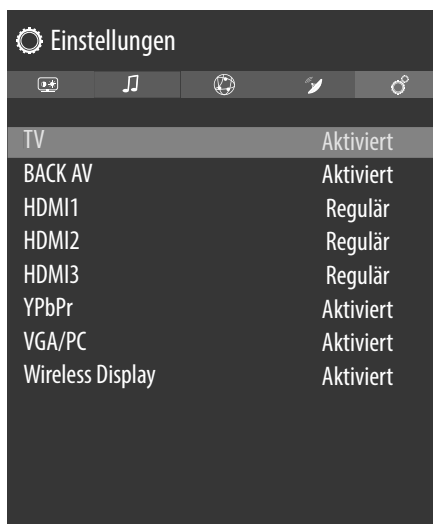 Einstellungen
TV Aktiviert
BACK AV Aktiviert
HDMI1 Regulär
HDMI2 Regulär
HDMI3 Regulär
YPbPr Aktiviert
VGA/PC Aktiviert
Wireless Display Aktiviert